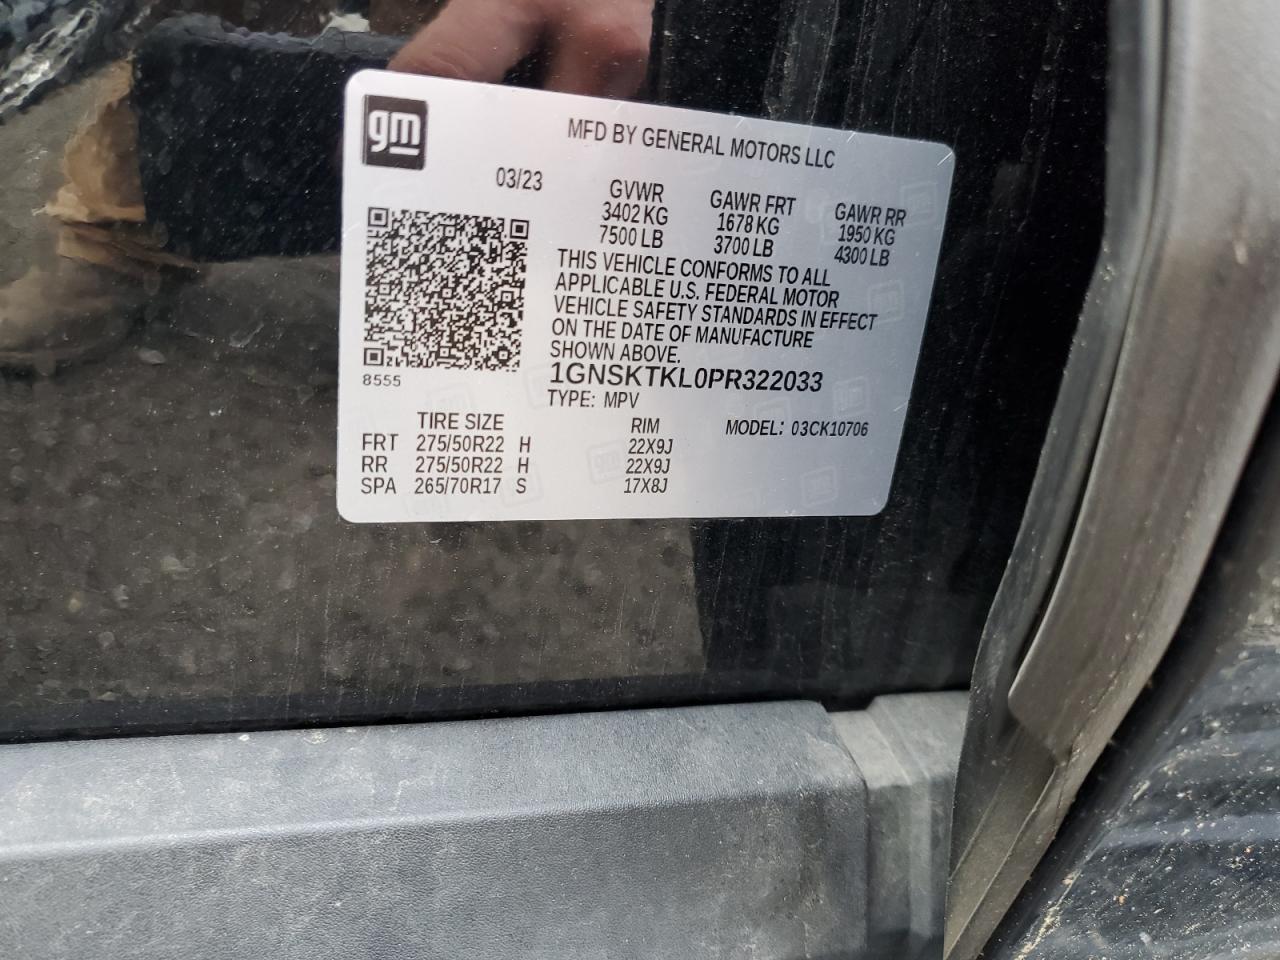 gm
MFD BY GENERAL MOTORS LLC
03/23
GVWR GAWR FRT GAWR RR
3402 KG 1678 KG 1950 KG
7500 LB 3700 LB 4300 LB
THIS VEHICLE CONFORMS TO ALL
APPLICABLE U.S. FEDERAL MOTOR
VEHICLE SAFETY STANDARDS IN EFFECT
ON THE DATE OF MANUFACTURE
SHOWN ABOVE.
8555
1GNSKTKL0PR322033
TYPE: MPV
TIRE SIZE RIM MODEL: 03CK10706
FRT 275/50R22 H 22X9J
RR 275/50R22 H 22X9J
SPA 265/70R17 S 17X8J